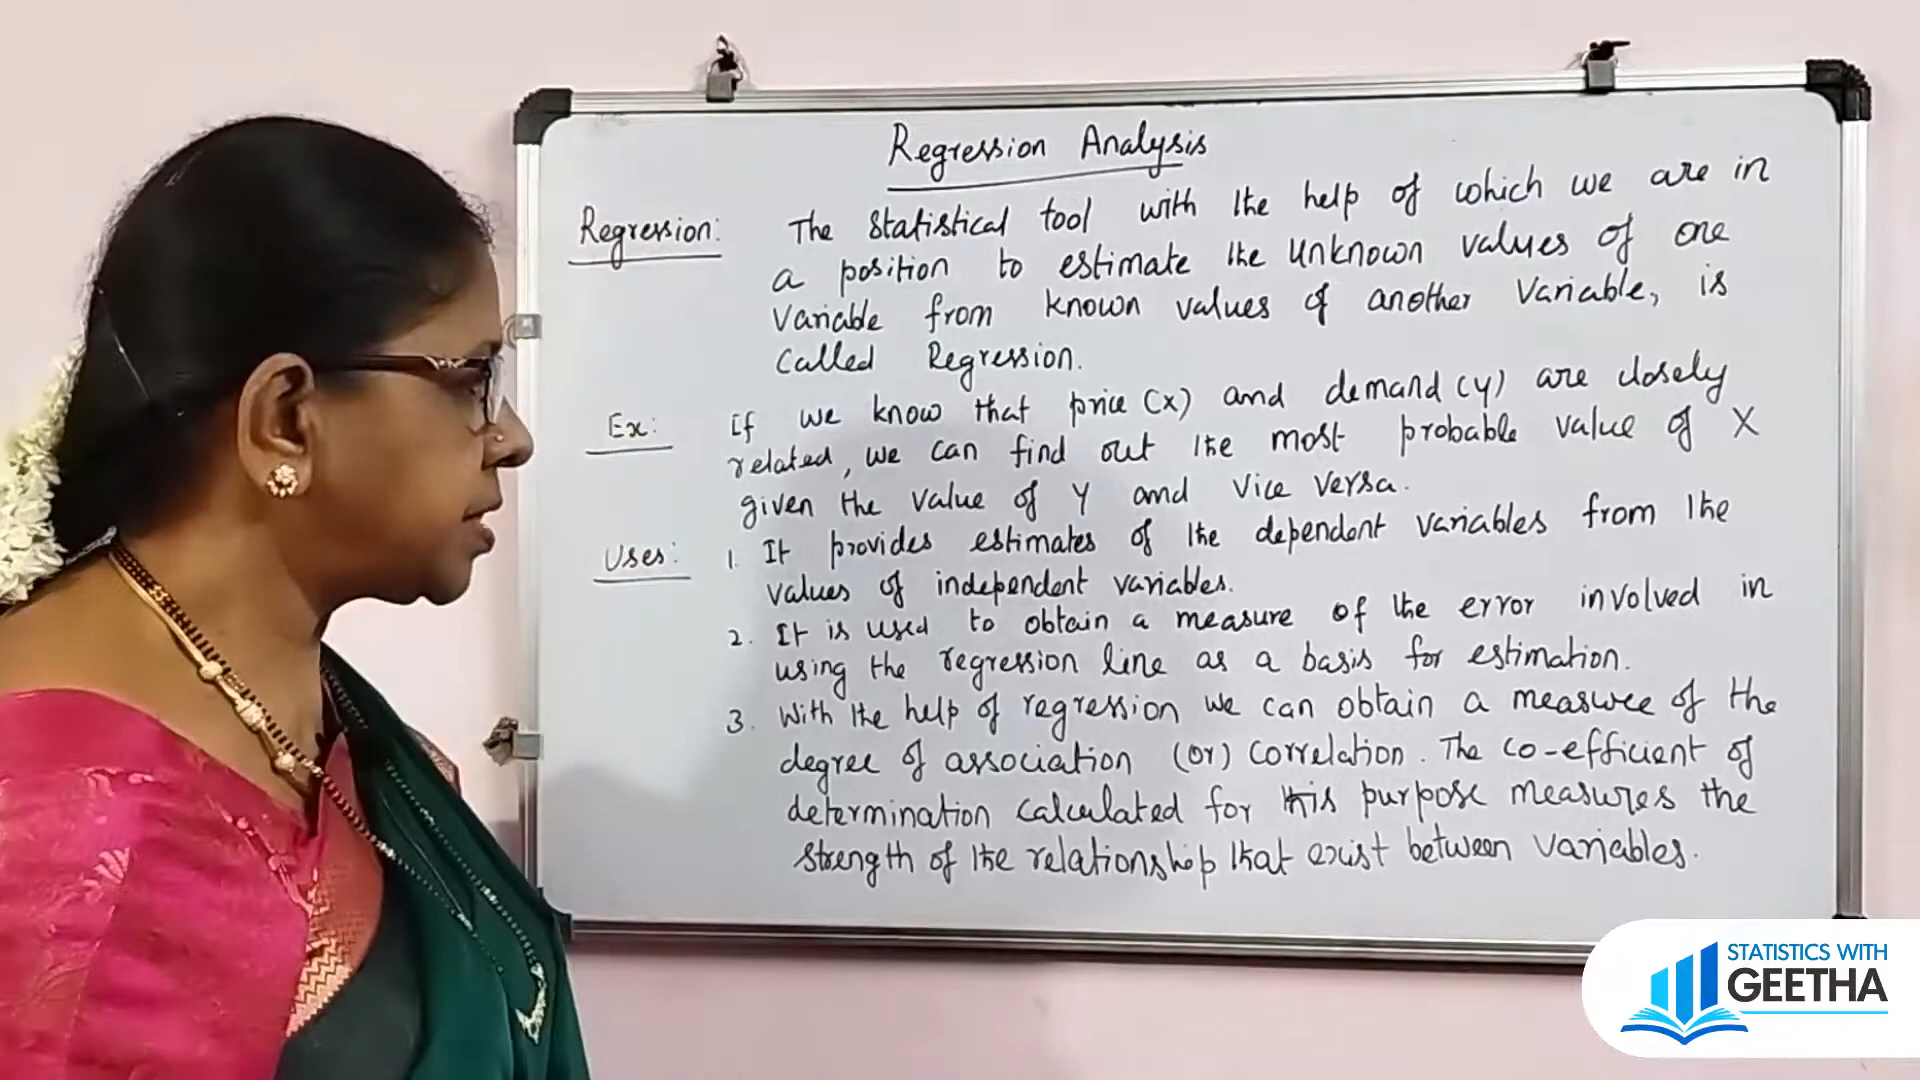 Regression Analysis
Regression: The Statistical tool with the help of which we are in
a position to estimate the unknown values of one
Variable from known values of another Variable, is
Called Regression.
Ex: If we know that price (x) and demand (y) are closely
related, we can find out the most probable value of X
given the value of Y and vice versa.
Uses: 1. It provides estimates of the dependent variables from the
values of independent variables.
2. It is used to obtain a measure of the error involved in
using the regression line as a basis for estimation.
3. With the help of regression we can obtain a measure of the
degree of association (or) correlation. The co-efficient of
determination calculated for this purpose measures the
strength of the relationship that exist between variables.
STATISTICS WITH
GEETHA